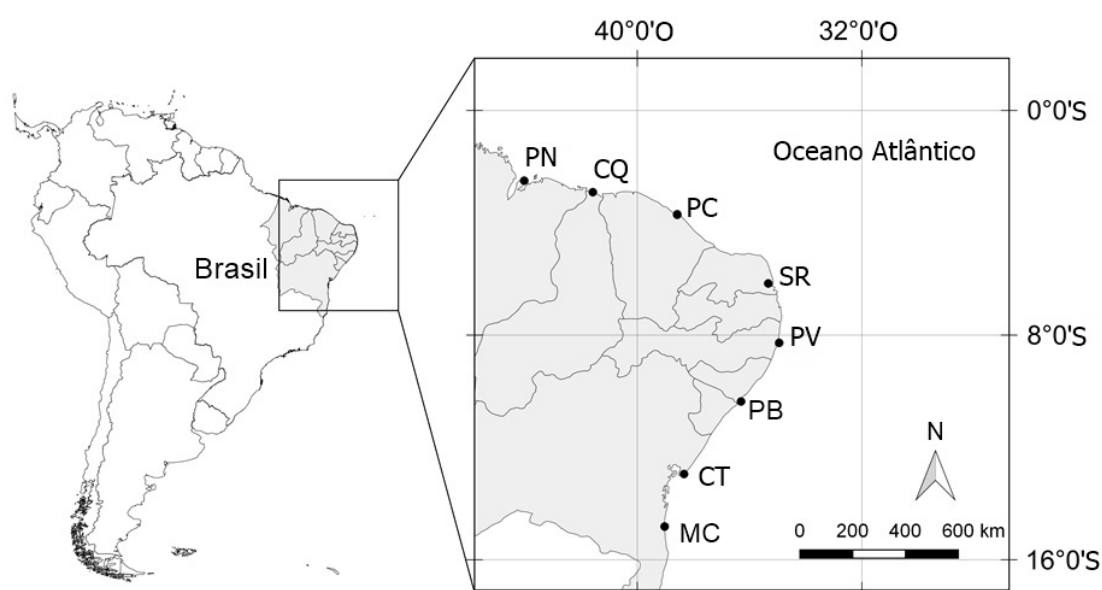 40°0'O
32°0'O
0°0'S
Oceano Atlântico
PN
CQ
PC
Brasil
SR
PV
8°0'S
PB
N
CT
MC
0 200 400 600 km
16°0'S